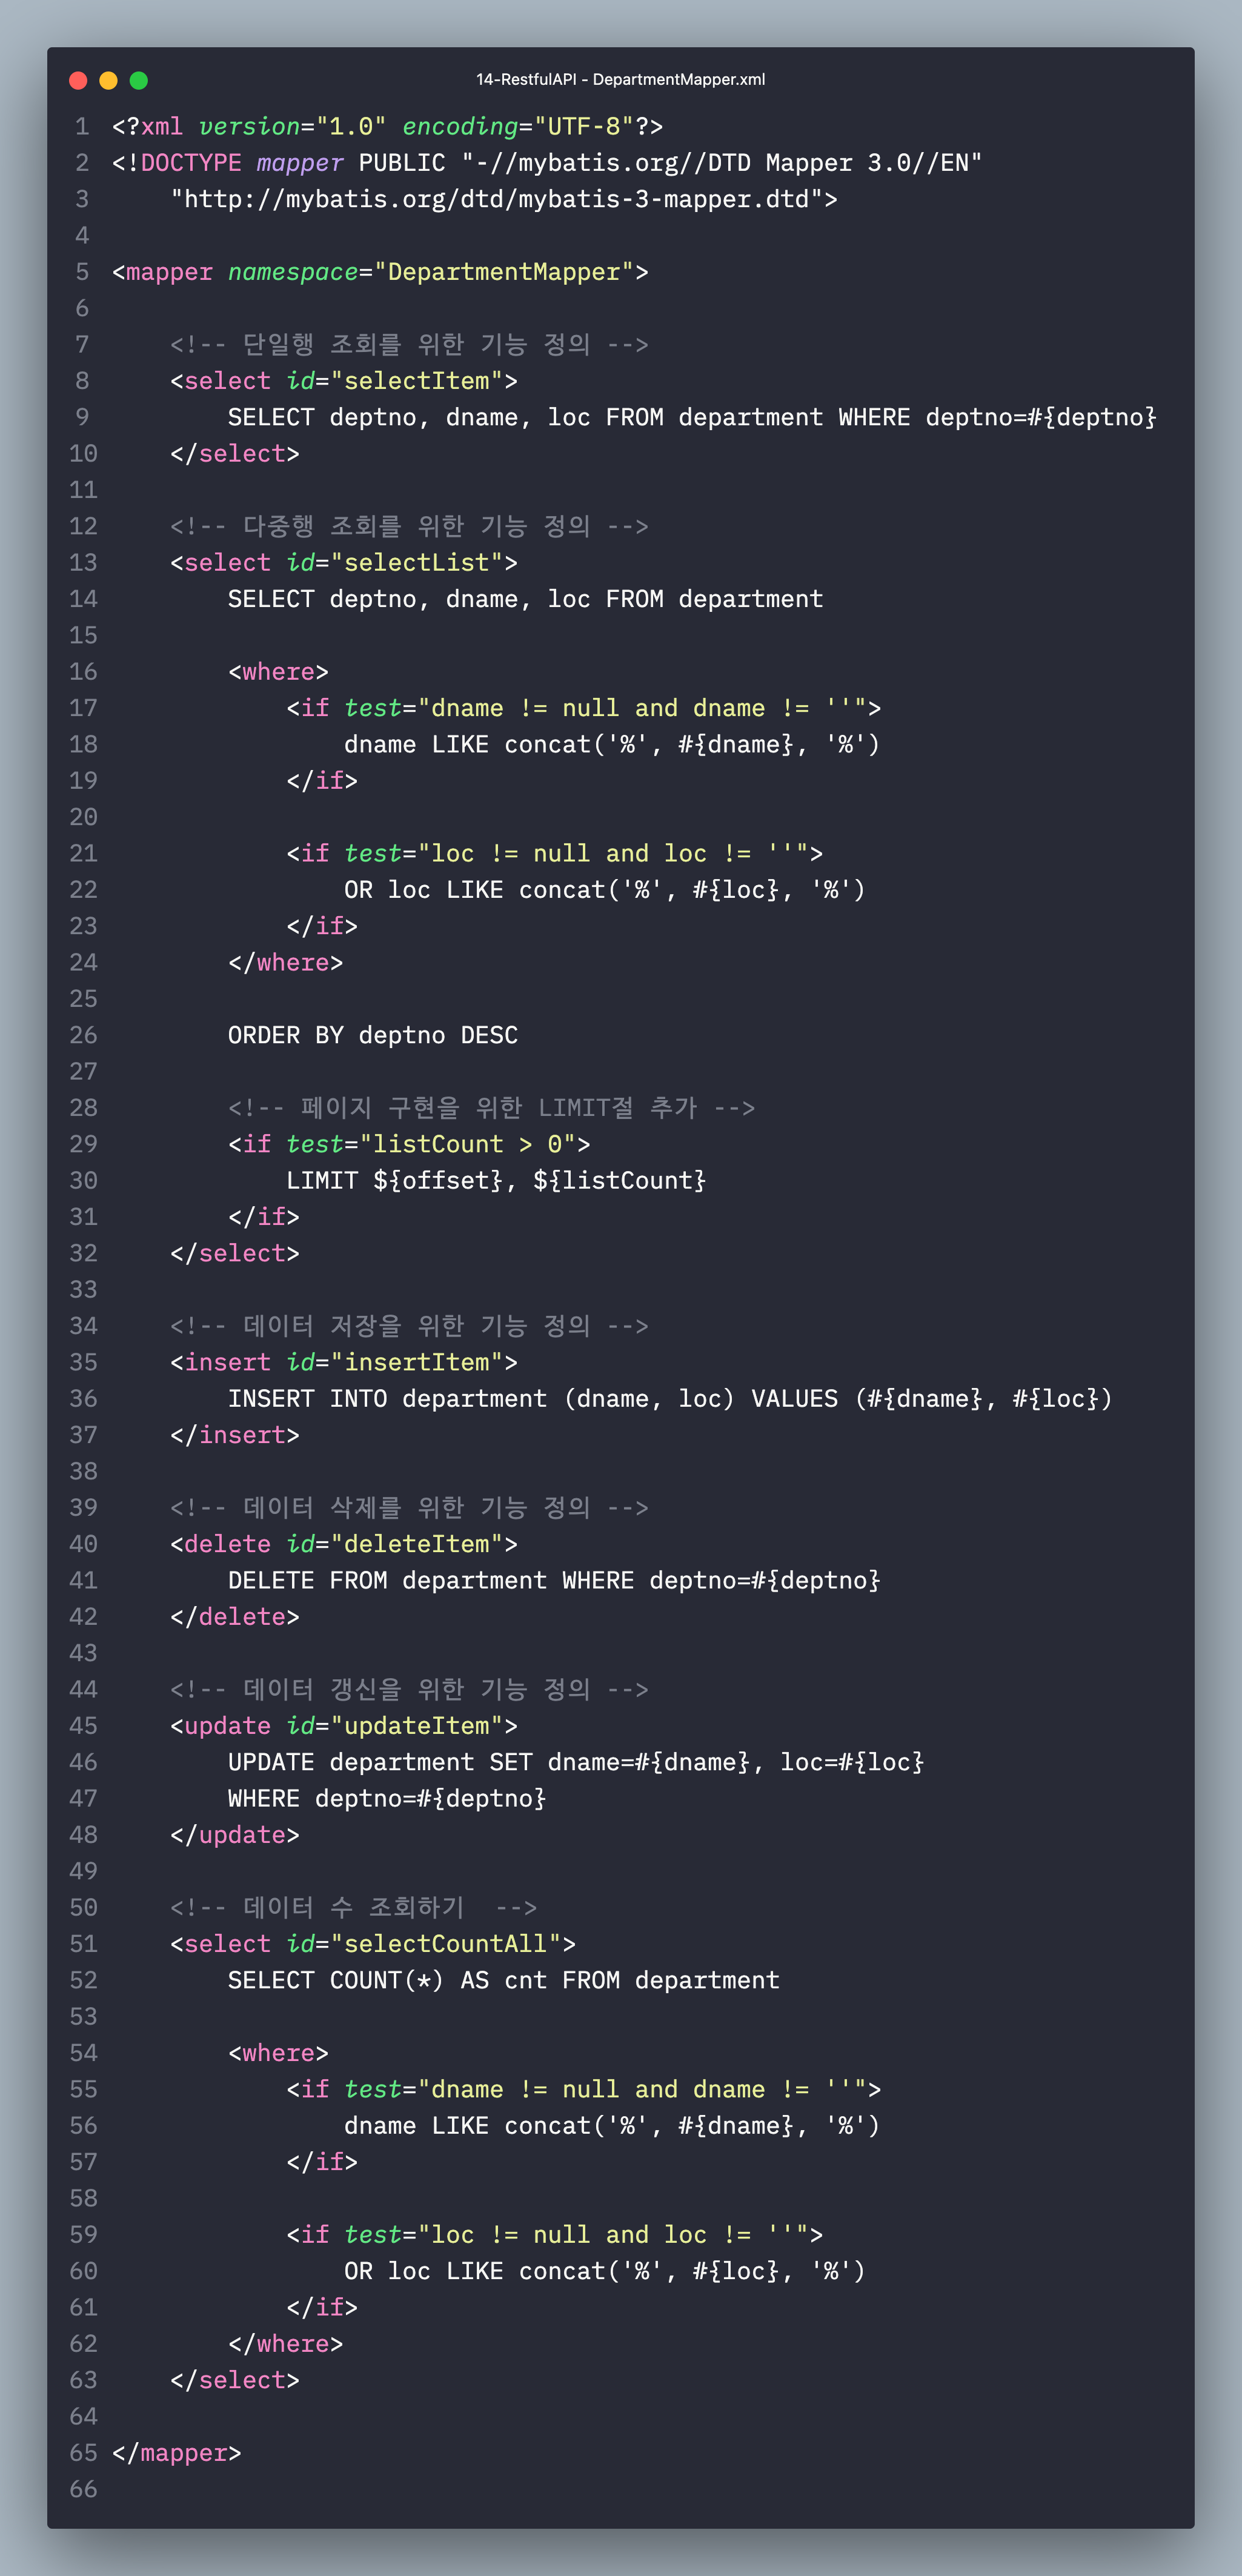 14-RestfulAPI - DepartmentMapper.xml
1 <?xml version="1.0" encoding="UTF-8"?>
2 <!DOCTYPE mapper PUBLIC "-//mybatis.org//DTD Mapper 3.0//EN"
3     "http://mybatis.org/dtd/mybatis-3-mapper.dtd">
4
5 <mapper namespace="DepartmentMapper">
6
7     <!-- 단일행 조회를 위한 기능 정의 -->
8     <select id="selectItem">
9         SELECT deptno, dname, loc FROM department WHERE deptno=#{deptno}
10     </select>
11
12     <!-- 다중행 조회를 위한 기능 정의 -->
13     <select id="selectList">
14         SELECT deptno, dname, loc FROM department
15
16         <where>
17             <if test="dname != null and dname != ''">
18                 dname LIKE concat('%', #{dname}, '%')
19             </if>
20
21             <if test="loc != null and loc != ''">
22                 OR loc LIKE concat('%', #{loc}, '%')
23             </if>
24         </where>
25
26         ORDER BY deptno DESC
27
28         <!-- 페이지 구현을 위한 LIMIT절 추가 -->
29         <if test="listCount > 0">
30             LIMIT ${offset}, ${listCount}
31         </if>
32     </select>
33
34     <!-- 데이터 저장을 위한 기능 정의 -->
35     <insert id="insertItem">
36         INSERT INTO department (dname, loc) VALUES (#{dname}, #{loc})
37     </insert>
38
39     <!-- 데이터 삭제를 위한 기능 정의 -->
40     <delete id="deleteItem">
41         DELETE FROM department WHERE deptno=#{deptno}
42     </delete>
43
44     <!-- 데이터 갱신을 위한 기능 정의 -->
45     <update id="updateItem">
46         UPDATE department SET dname=#{dname}, loc=#{loc}
47         WHERE deptno=#{deptno}
48     </update>
49
50     <!-- 데이터 수 조회하기  -->
51     <select id="selectCountAll">
52         SELECT COUNT(*) AS cnt FROM department
53
54         <where>
55             <if test="dname != null and dname != ''">
56                 dname LIKE concat('%', #{dname}, '%')
57             </if>
58
59             <if test="loc != null and loc != ''">
60                 OR loc LIKE concat('%', #{loc}, '%')
61             </if>
62         </where>
63     </select>
64
65 </mapper>
66